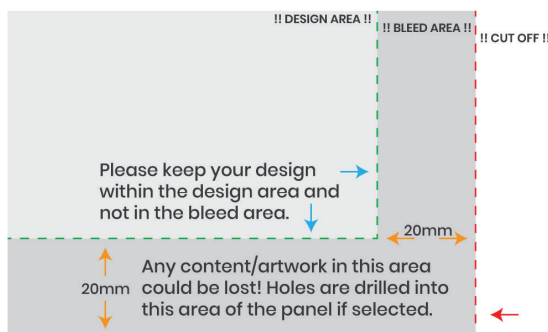 !! DESIGN AREA !!
!! BLEED AREA !!
!! CUT OFF !!
Please keep your design
within the design area and
not in the bleed area.
20mm
Any content/artwork in this area
could be lost! Holes are drilled into
this area of the panel if selected.
20mm